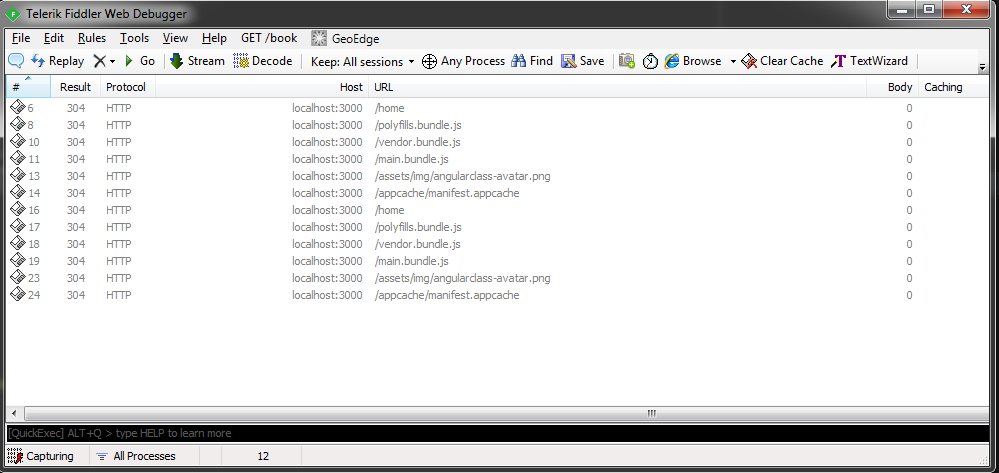 Telerik Fiddler Web Debugger
File Edit Rules Tools View Help GET /book GeoEdge
Replay Go Stream Decode Keep: All sessions Any Process Find Save Browse Clear Cache TextWizard
# Result Protocol Host URL Body Caching
6 304 HTTP localhost:3000 /home 0
8 304 HTTP localhost:3000 /polyfills.bundle.js 0
10 304 HTTP localhost:3000 /vendor.bundle.js 0
11 304 HTTP localhost:3000 /main.bundle.js 0
13 304 HTTP localhost:3000 /assets/img/angularclass-avatar.png 0
14 304 HTTP localhost:3000 /appcache/manifest.appcache 0
16 304 HTTP localhost:3000 /home 0
17 304 HTTP localhost:3000 /polyfills.bundle.js 0
18 304 HTTP localhost:3000 /vendor.bundle.js 0
19 304 HTTP localhost:3000 /main.bundle.js 0
23 304 HTTP localhost:3000 /assets/img/angularclass-avatar.png 0
24 304 HTTP localhost:3000 /appcache/manifest.appcache 0
[QuickExec] ALT+Q > type HELP to learn more
Capturing All Processes 12